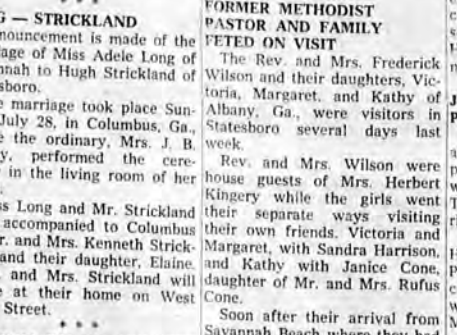 — STRICKLAND
nouncement is made of the
age of Miss Adele Long of
nnah to Hugh Strickland of
sboro.
e marriage took place Sun-
July 28, in Columbus, Ga.,
e the ordinary, Mrs. J. B.
y, performed the cere-
in the living room of her
ss Long and Mr. Strickland
accompanied to Columbus
r. and Mrs. Kenneth Strick-
and their daughter, Elaine.
and Mrs. Strickland will
e at their home on West
Street.
* * *
FORMER METHODIST
PASTOR AND FAMILY
FETED ON VISIT
The Rev. and Mrs. Frederick
Wilson and their daughters, Vic-
toria, Margaret, and Kathy of
Albany, Ga., were visitors in
Statesboro several days last
week.
Rev. and Mrs. Wilson were
house guests of Mrs. Herbert
Kingery while the girls went
their separate ways visiting
their own friends. Victoria and
Margaret, with Sandra Harrison,
and Kathy with Janice Cone,
daughter of Mr. and Mrs. Rufus
Cone.
Soon after their arrival from
Savannah Beach where they had